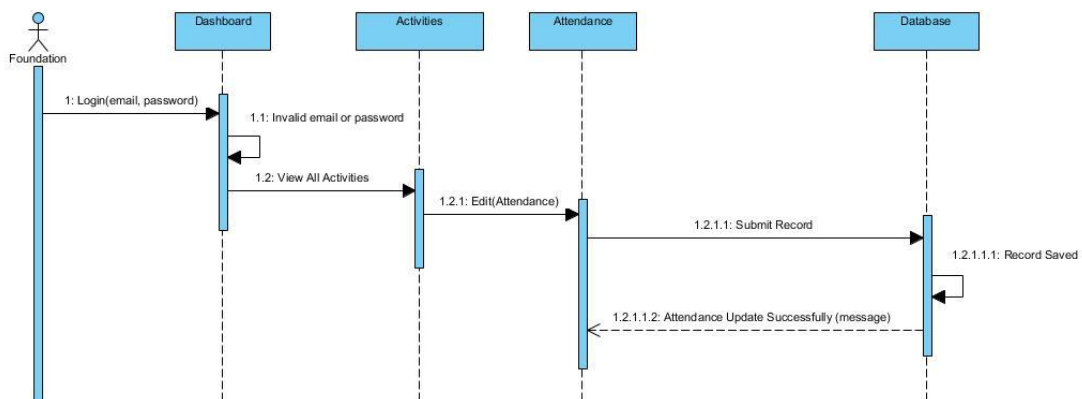 Dashboard
Activities
Attendance
Database
Foundation
1: Login(email, password)
1.1: Invalid email or password
1.2: View All Activities
1.2.1: Edit(Attendance)
1.2.1.1: Submit Record
1.2.1.1.1: Record Saved
1.2.1.1.2: Attendance Update Successfully (message)